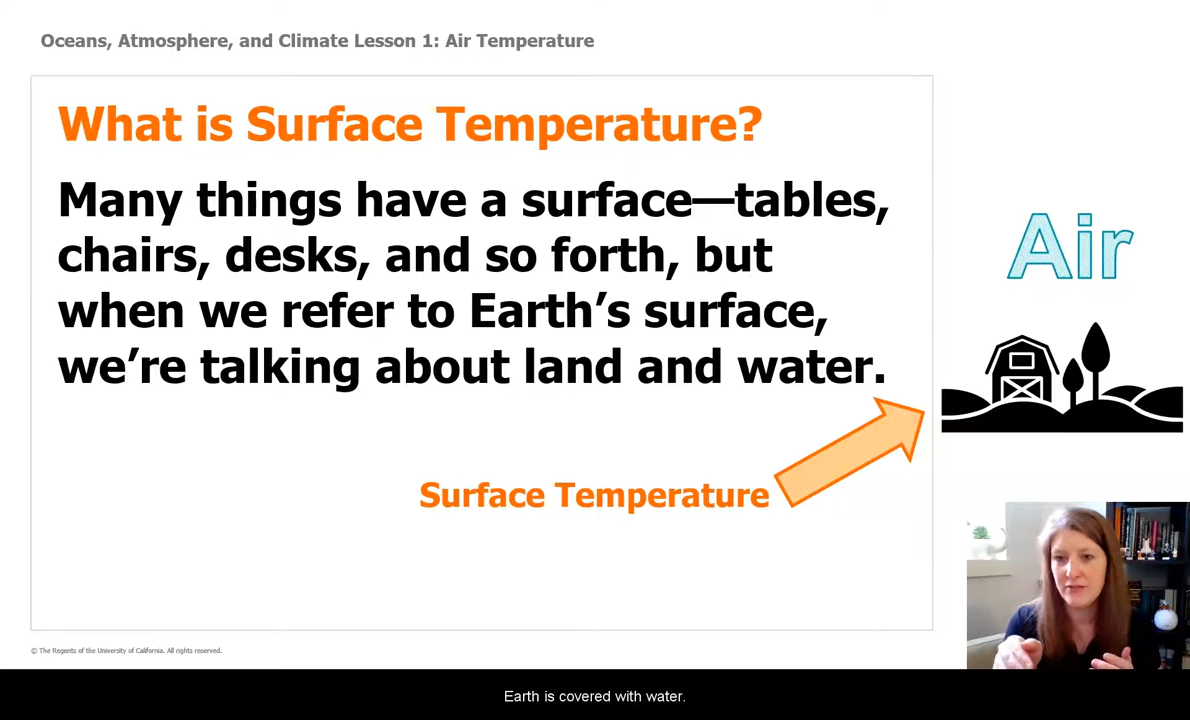 Oceans, Atmosphere, and Climate Lesson 1: Air Temperature
What is Surface Temperature?
Many things have a surface—tables,
chairs, desks, and so forth, but
when we refer to Earth’s surface,
we’re talking about land and water.
Air
Surface Temperature
© The Regents of the University of California. All rights reserved.
Earth is covered with water.